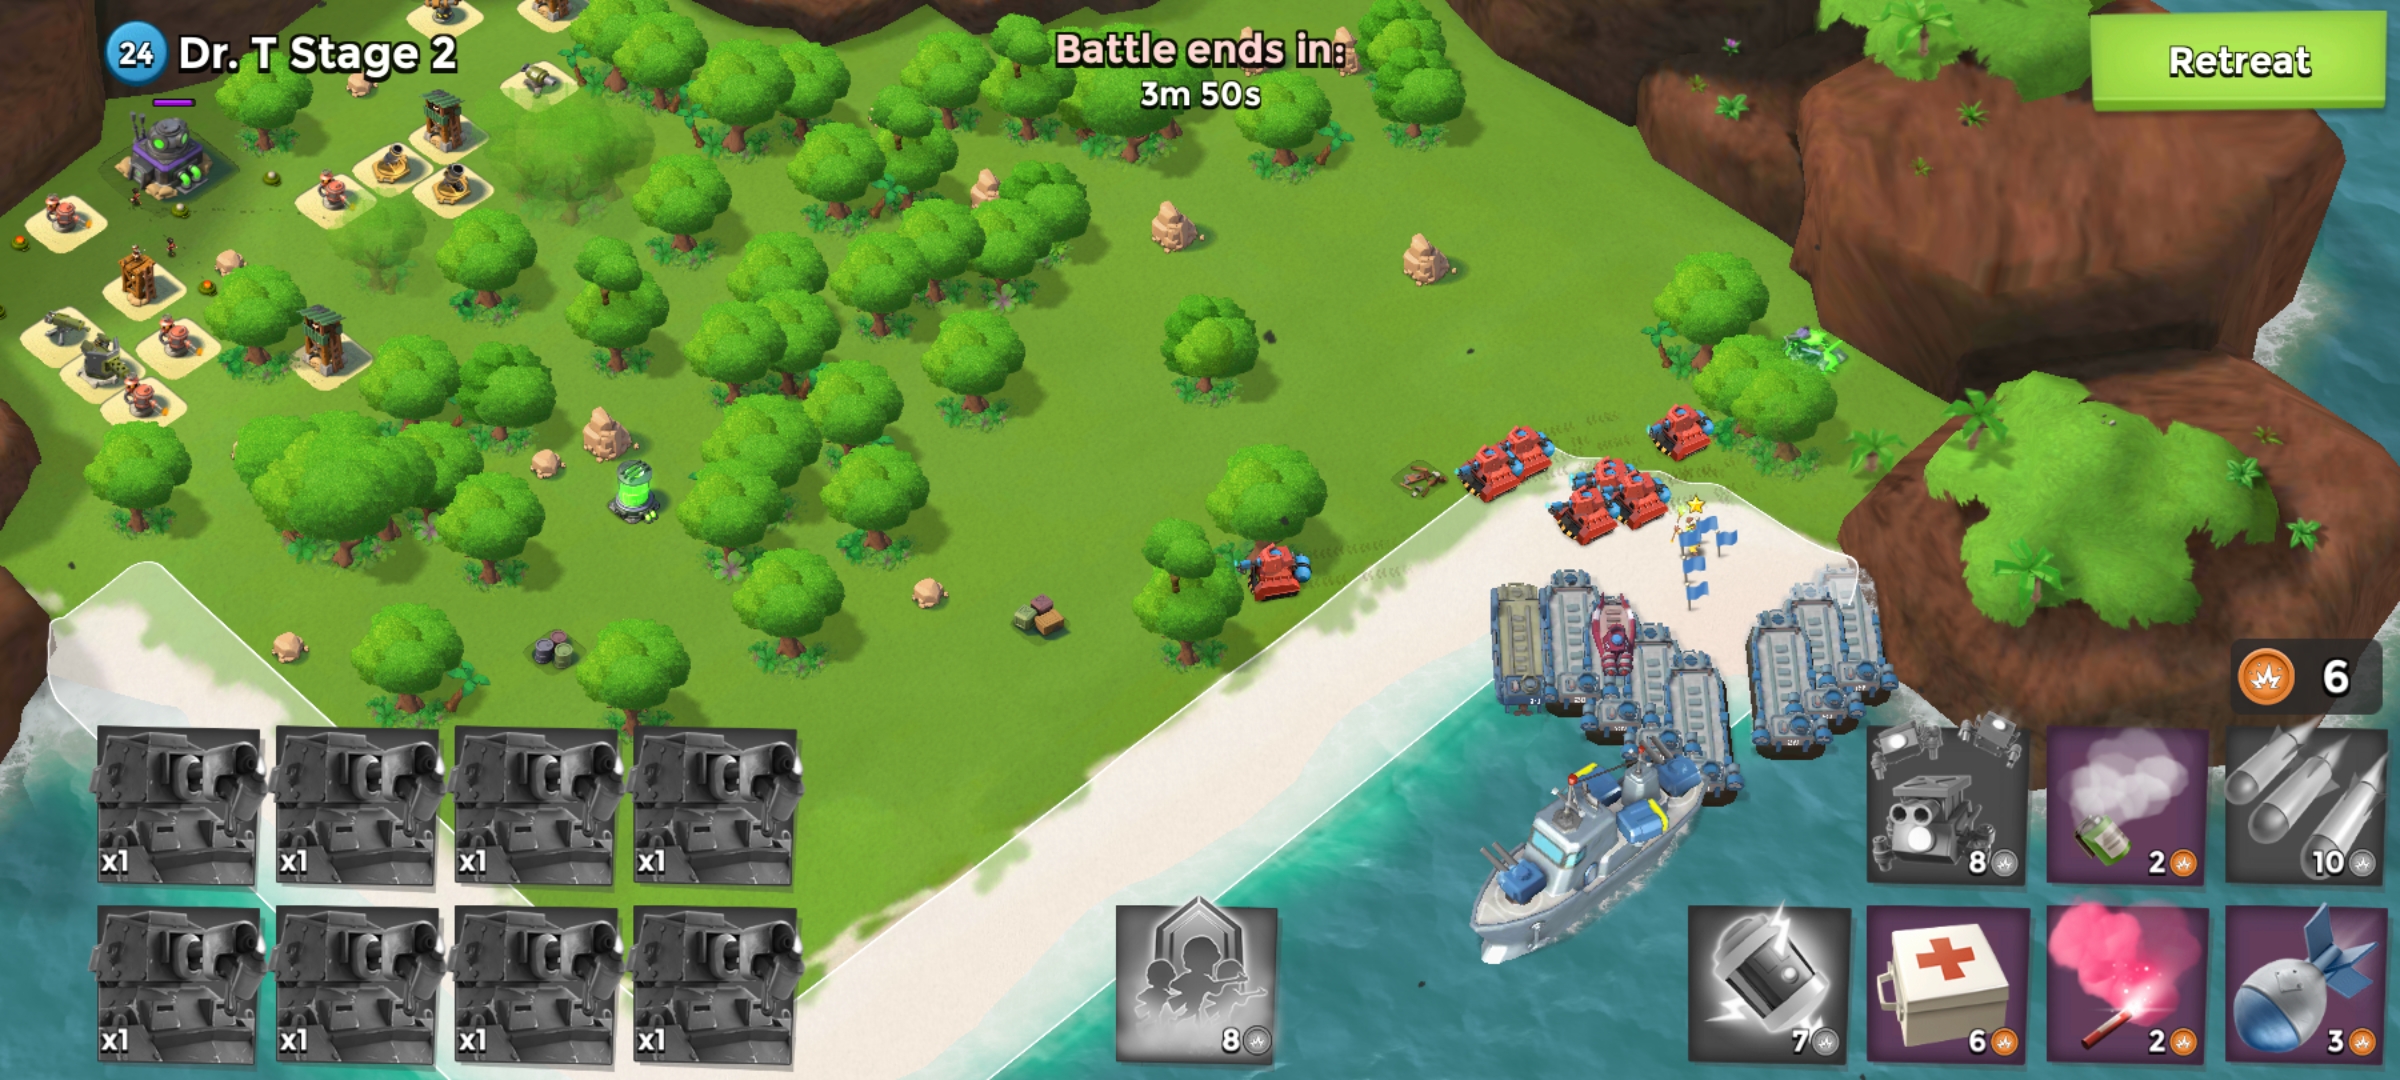 24 Dr. T Stage 2
Battle ends in:
3m 50s
Retreat
6
x1 x1 x1 x1
8 2 10
x1 x1 x1 x1
8 7 6 2 3